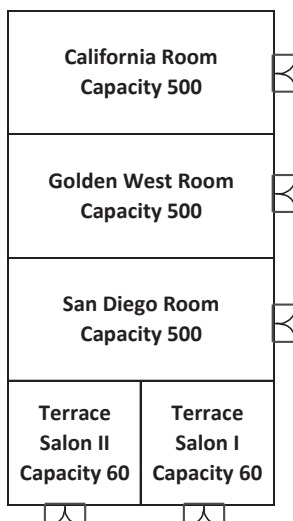 California Room
Capacity 500
Golden West Room
Capacity 500
San Diego Room
Capacity 500
Terrace
Salon II
Capacity 60
Terrace
Salon I
Capacity 60